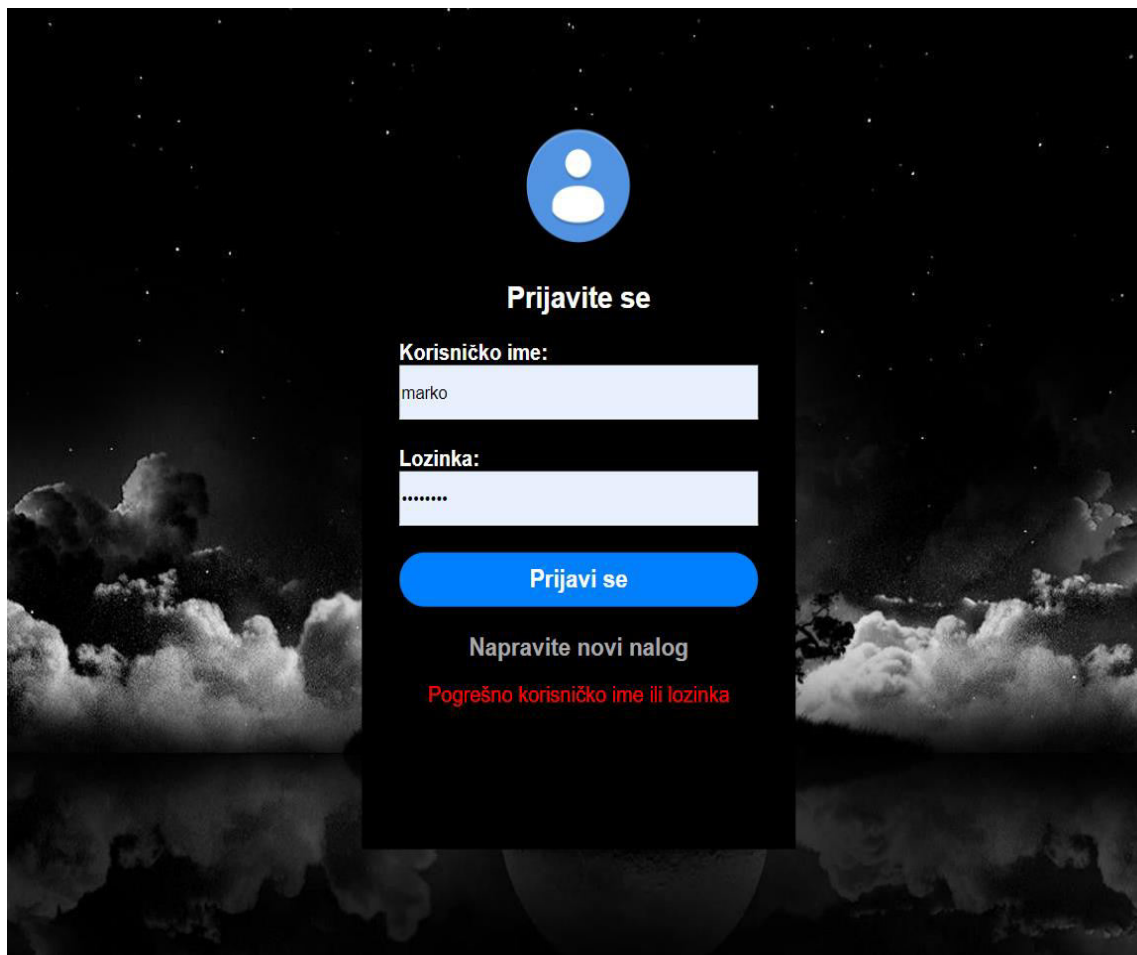 Prijavite se
Korisničko ime:
marko
Lozinka:
••••••••
Prijavi se
Napravite novi nalog
Pogrešno korisničko ime ili lozinka